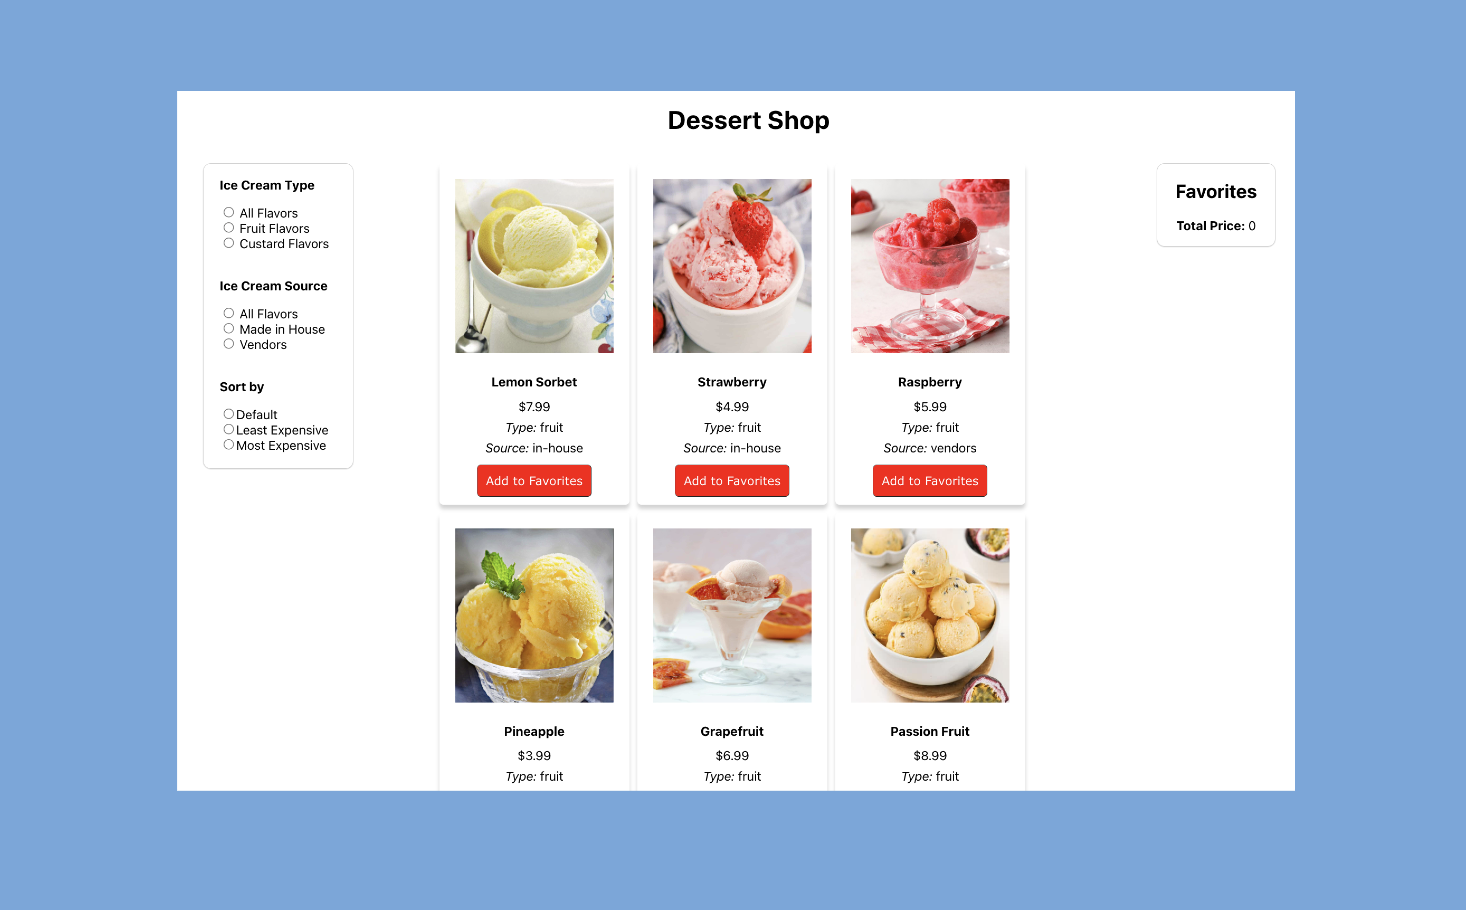 Dessert Shop
Ice Cream Type
All Flavors
Fruit Flavors
Custard Flavors
Ice Cream Source
All Flavors
Made in House
Vendors
Sort by
Default
Least Expensive
Most Expensive
Lemon Sorbet
$7.99
Type: fruit
Source: in-house
Add to Favorites
Strawberry
$4.99
Type: fruit
Source: in-house
Add to Favorites
Raspberry
$5.99
Type: fruit
Source: vendors
Add to Favorites
Pineapple
$3.99
Type: fruit
Grapefruit
$6.99
Type: fruit
Passion Fruit
$8.99
Type: fruit
Favorites
Total Price: 0